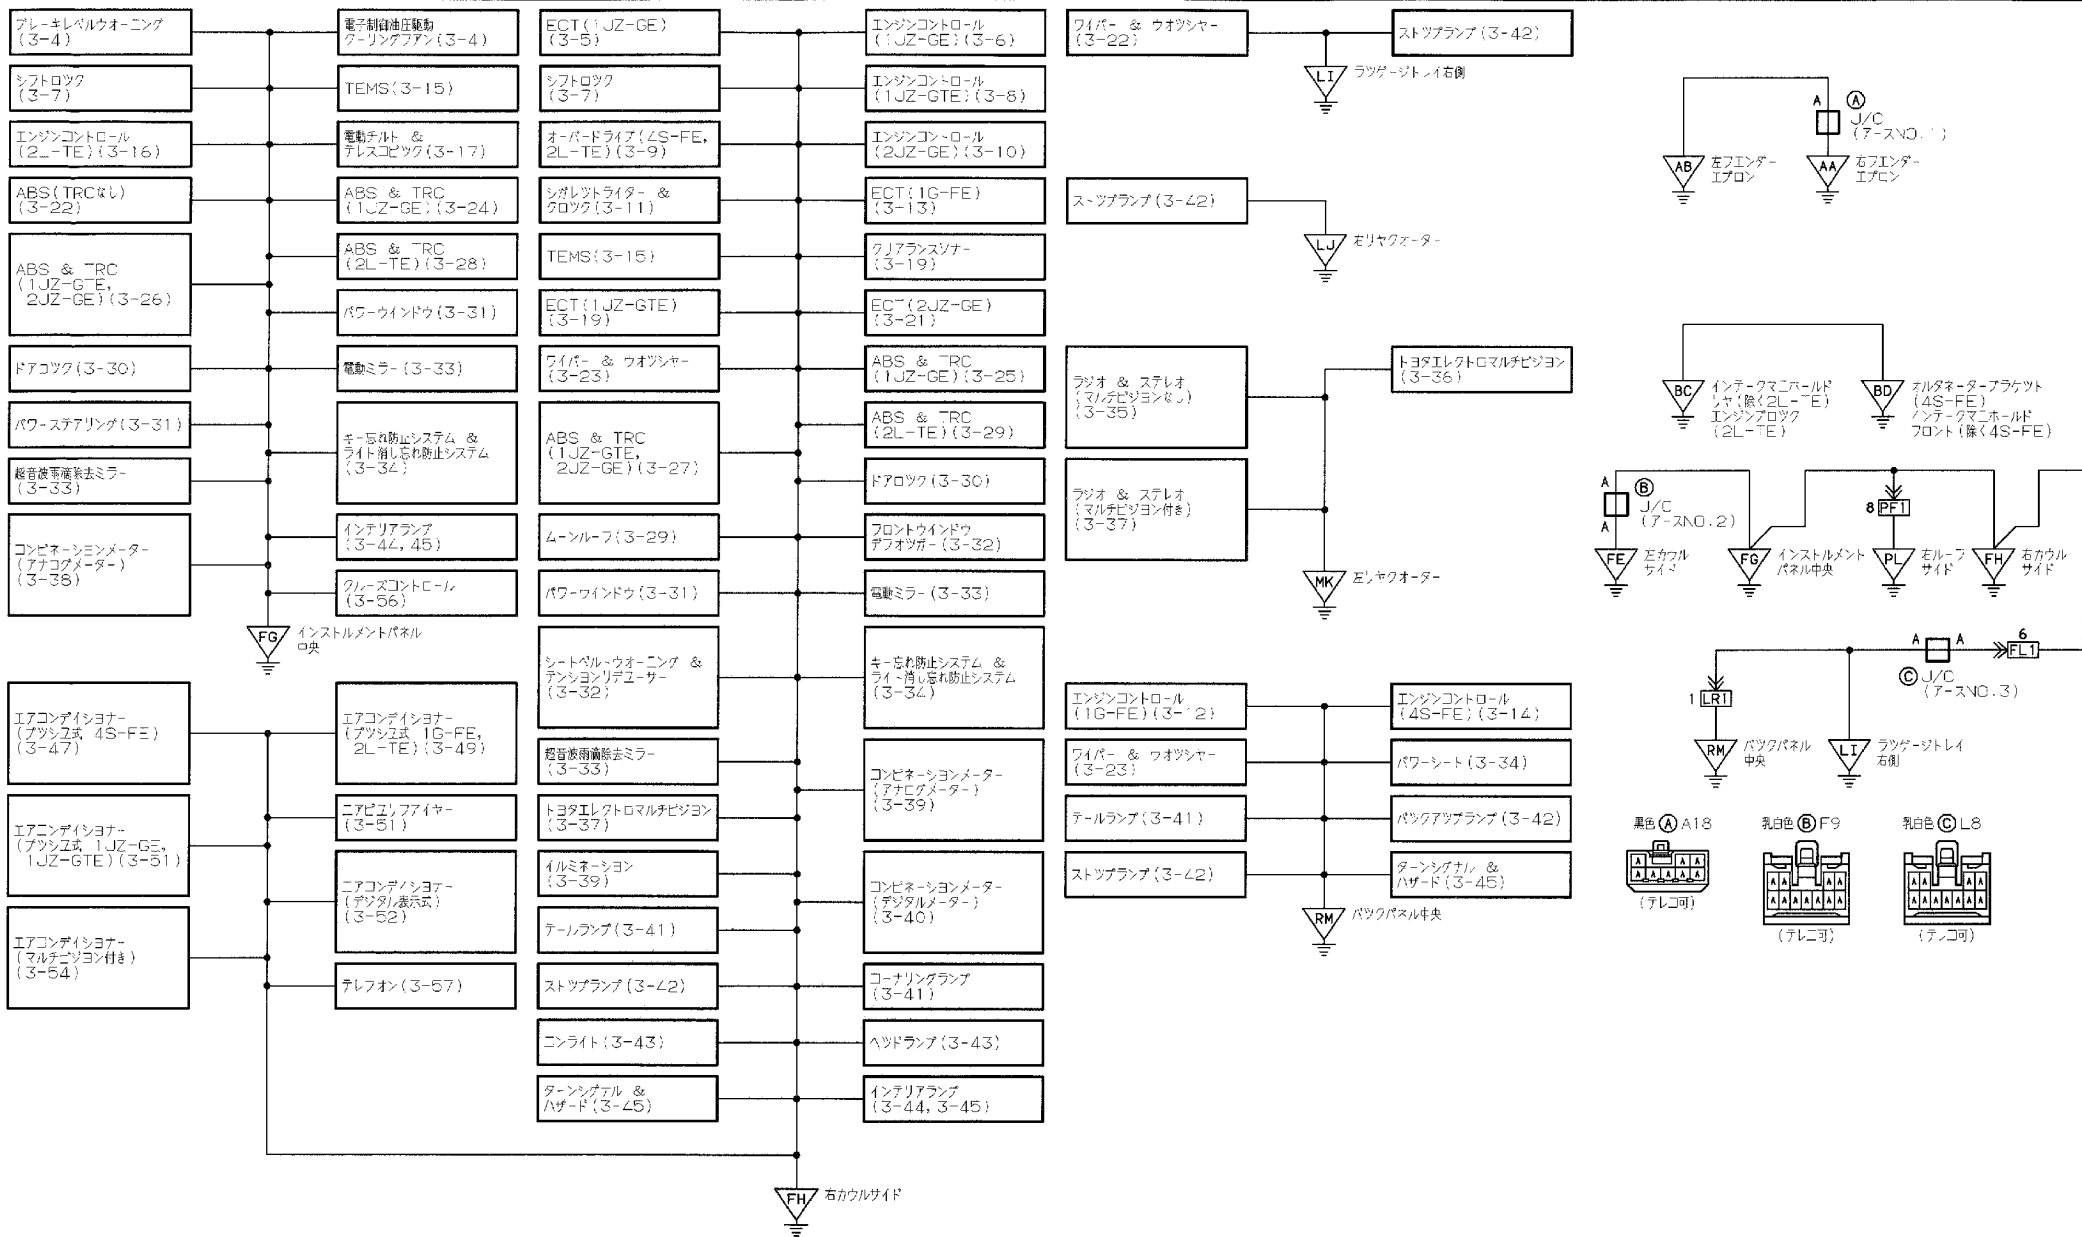 ブレーキレベルウオーニング
(3-4)
シフトロツク
(3-7)
エンジンコントロール
(2L-TE)(3-16)
ABS(TRCなし)
(3-22)
ABS & TRC
(1JZ-GTE,
2JZ-GE)(3-26)
ドアロツク(3-30)
パワーステアリング(3-31)
超音波雨滴除去ミラー
(3-33)
コンビネーションメーター
(アナログメーター)
(3-38)
電子制御油圧駆動
クーリングフアン(3-4)
TEMS(3-15)
電動チルト &
テレスコピツク(3-17)
ABS & TRC
(1JZ-GE)(3-24)
ABS & TRC
(2L-TE)(3-28)
パワーウインドウ(3-31)
電動ミラー(3-33)
キー忘れ防止システム &
ライト消し忘れ防止システム
(3-34)
インテリアランプ
(3-44,45)
クルーズコントロール
(3-56)
FG
インストルメントパネル
中央
エアコンデイショナー
(プツシユ式 4S-FE)
(3-47)
エアコンデイショナー
(プツシユ式 1JZ-GE,
1JZ-GTE)(3-51)
エアコンデイショナー
(マルチビジョン付き)
(3-54)
エアコンデイショナー
(プツシユ式 1G-FE,
2L-TE)(3-49)
エアピユリフアイヤー
(3-51)
エアコンデイショナー
(デジタル表示式)
(3-52)
テレフオン(3-57)
ECT(1JZ-GE)
(3-5)
シフトロツク
(3-7)
オーバードライブ(4S-FE,
2L-TE)(3-9)
シガレツトライター &
クロツク(3-11)
TEMS(3-15)
ECT(1JZ-GTE)
(3-19)
ワイパー & ウオツシャー
(3-23)
ABS & TRC
(1JZ-GTE,
2JZ-GE)(3-27)
ムーンルーフ(3-29)
パワーウインドウ(3-31)
シートベルトウオーニング &
テンションリデユーサー
(3-32)
超音波雨滴除去ミラー
(3-33)
トヨタエレクトロマルチビジョン
(3-37)
イルミネーション
(3-39)
テールランプ(3-41)
ストツプランプ(3-42)
コンライト(3-43)
ターンシグナル &
ハザード(3-45)
エンジンコントロール
(1JZ-GE)(3-6)
エンジンコントロール
(1JZ-GTE)(3-8)
エンジンコントロール
(2JZ-GE)(3-10)
ECT(1G-FE)
(3-13)
クリアランスソナー
(3-19)
ECT(2JZ-GE)
(3-21)
ABS & TRC
(1JZ-GE)(3-25)
ABS & TRC
(2L-TE)(3-29)
ドアロツク(3-30)
フロントウインドウ
デフオツガー(3-32)
電動ミラー(3-33)
キー忘れ防止システム &
ライト消し忘れ防止システム
(3-34)
コンビネーションメーター
(アナログメーター)
(3-39)
コンビネーションメーター
(デジタルメーター)
(3-40)
コーナリングランプ
(3-41)
ヘツドランプ(3-43)
インテリアランプ
(3-44,3-45)
FH
右カウルサイド
ワイパー & ウオツシャー
(3-22)
ストツプランプ(3-42)
LI
ラツゲージトレイ右側
ストツプランプ(3-42)
LJ
右リヤクオーター
ラジオ & ステレオ
(マルチビジョンなし)
(3-35)
トヨタエレクトロマルチビジョン
(3-36)
ラジオ & ステレオ
(マルチビジョン付き)
(3-37)
MK
左リヤクオーター
エンジンコントロール
(1G-FE)(3-12)
エンジンコントロール
(4S-FE)(3-14)
ワイパー & ウオツシャー
(3-23)
パワーシート(3-34)
テールランプ(3-41)
バツクアツプランプ(3-42)
ストツプランプ(3-42)
ターンシグナル &
ハザード(3-45)
RM
バツクパネル中央
A
Ⓐ
J/C
(アースNO.1)
AB
左フエンダー
エプロン
AA
右フエンダー
エプロン
BC
インテークマニホールド
リヤ(除く2L-TE)
エンジンブロツク
(2L-TE)
BD
オルタネーターブラケツト
(4S-FE)
インテークマニホールド
フロント(除く4S-FE)
A
Ⓑ
J/C
(アースNO.2)
A
8 PF1
FE
左カウル
サイド
FG
インストルメント
パネル中央
PL
右ルーフ
サイド
FH
右カウル
サイド
A A
6
FL1
Ⓒ J/C
(アースNO.3)
1 LR1
RM
バツクパネル
中央
LI
ラツゲージトレイ
右側
黒色 Ⓐ A18
A A A A
A A A A A
(テレコ可)
乳白色 Ⓑ F9
A A A A
A A A A A A
(テレコ可)
乳白色 Ⓒ L8
A A A A
A A A A A A
(テレコ可)